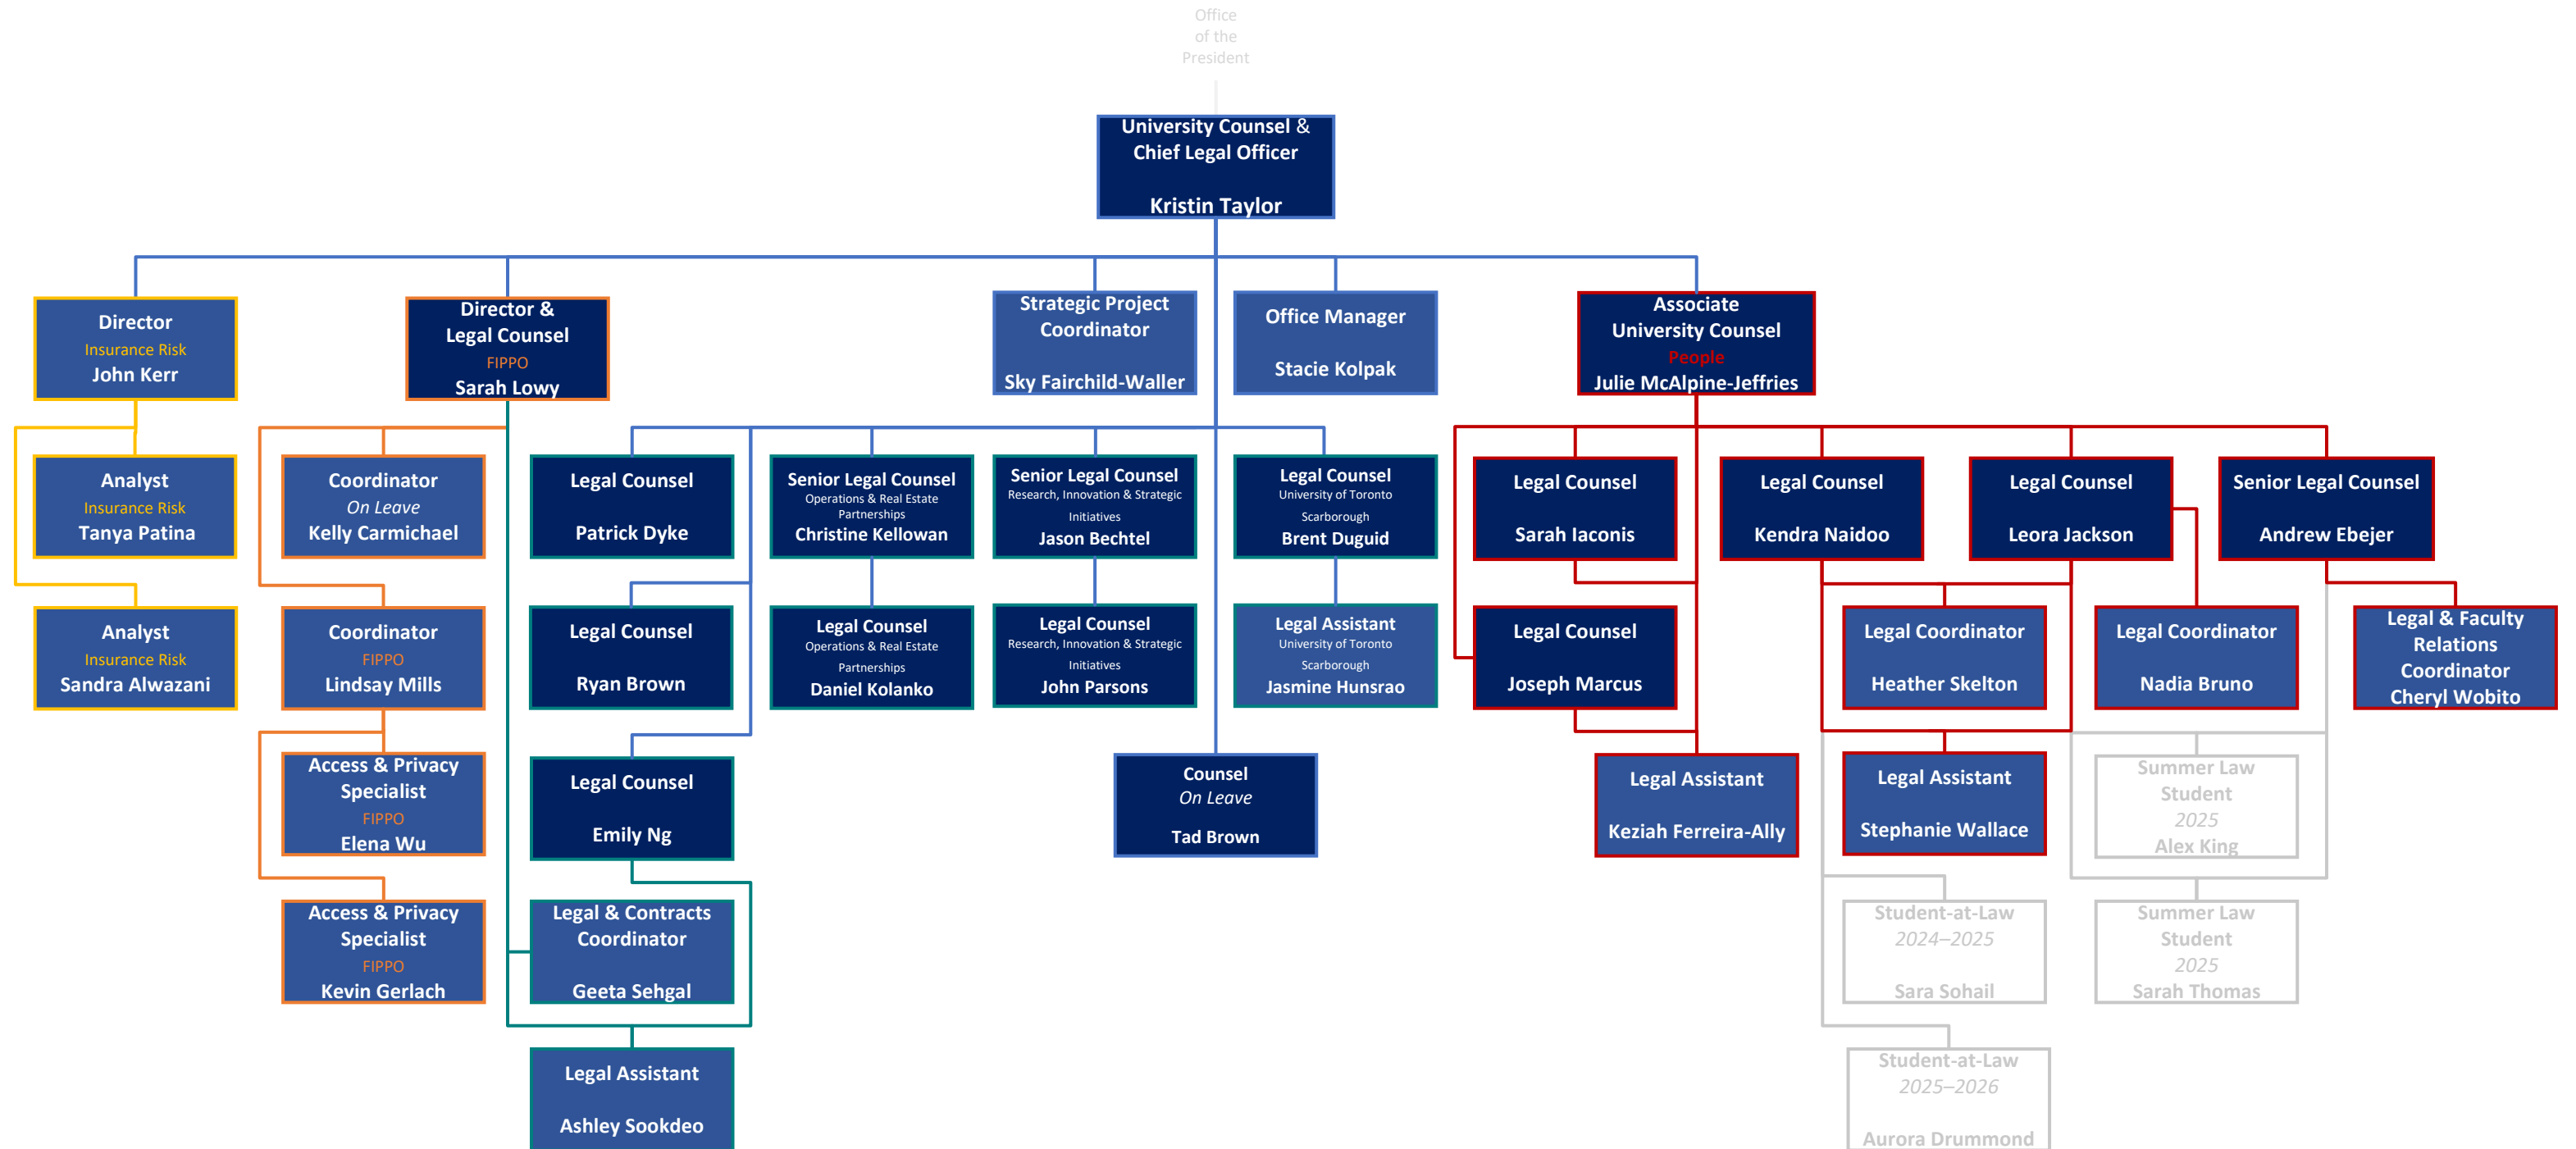 Office
of the
President
University Counsel &
Chief Legal Officer
Kristin Taylor
Director
Insurance Risk
John Kerr
Director &
Legal Counsel
FIPPO
Sarah Lowy
Strategic Project
Coordinator
Sky Fairchild-Waller
Office Manager
Stacie Kolpak
Associate
University Counsel
People
Julie McAlpine-Jeffries
Analyst
Insurance Risk
Tanya Patina
Coordinator
On Leave
Kelly Carmichael
Legal Counsel
Patrick Dyke
Senior Legal Counsel
Operations & Real Estate
Partnerships
Christine Kellowan
Senior Legal Counsel
Research, Innovation & Strategic
Initiatives
Jason Bechtel
Legal Counsel
University of Toronto
Scarborough
Brent Duguid
Legal Counsel
Sarah Iaconis
Legal Counsel
Kendra Naidoo
Legal Counsel
Leora Jackson
Senior Legal Counsel
Andrew Ebejer
Analyst
Insurance Risk
Sandra Alwazani
Coordinator
FIPPO
Lindsay Mills
Legal Counsel
Ryan Brown
Legal Counsel
Operations & Real Estate
Partnerships
Daniel Kolanko
Legal Counsel
Research, Innovation & Strategic
Initiatives
John Parsons
Legal Assistant
University of Toronto
Scarborough
Jasmine Hunsrao
Legal Counsel
Joseph Marcus
Legal Coordinator
Heather Skelton
Legal Coordinator
Nadia Bruno
Legal & Faculty
Relations
Coordinator
Cheryl Wobito
Access & Privacy
Specialist
FIPPO
Elena Wu
Legal Counsel
Emily Ng
Counsel
On Leave
Tad Brown
Legal Assistant
Keziah Ferreira-Ally
Legal Assistant
Stephanie Wallace
Summer Law
Student
2025
Alex King
Access & Privacy
Specialist
FIPPO
Kevin Gerlach
Legal & Contracts
Coordinator
Geeta Sehgal
Student-at-Law
2024–2025
Sara Sohail
Summer Law
Student
2025
Sarah Thomas
Legal Assistant
Ashley Sookdeo
Student-at-Law
2025–2026
Aurora Drummond